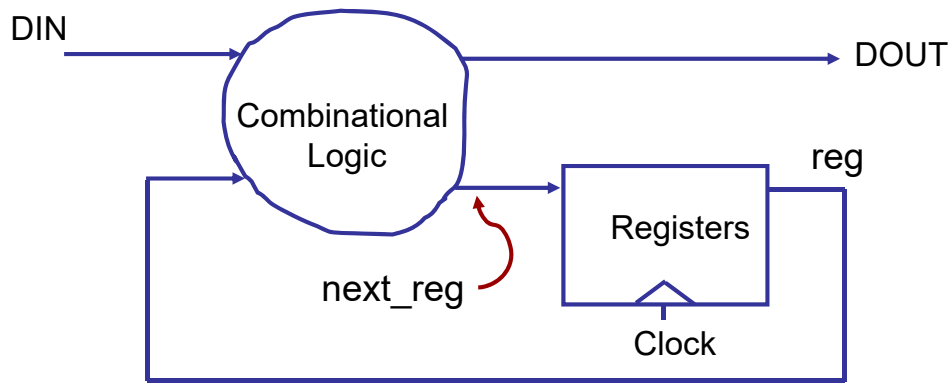 DIN
DOUT
Combinational
Logic
reg
Registers
next_reg
Clock